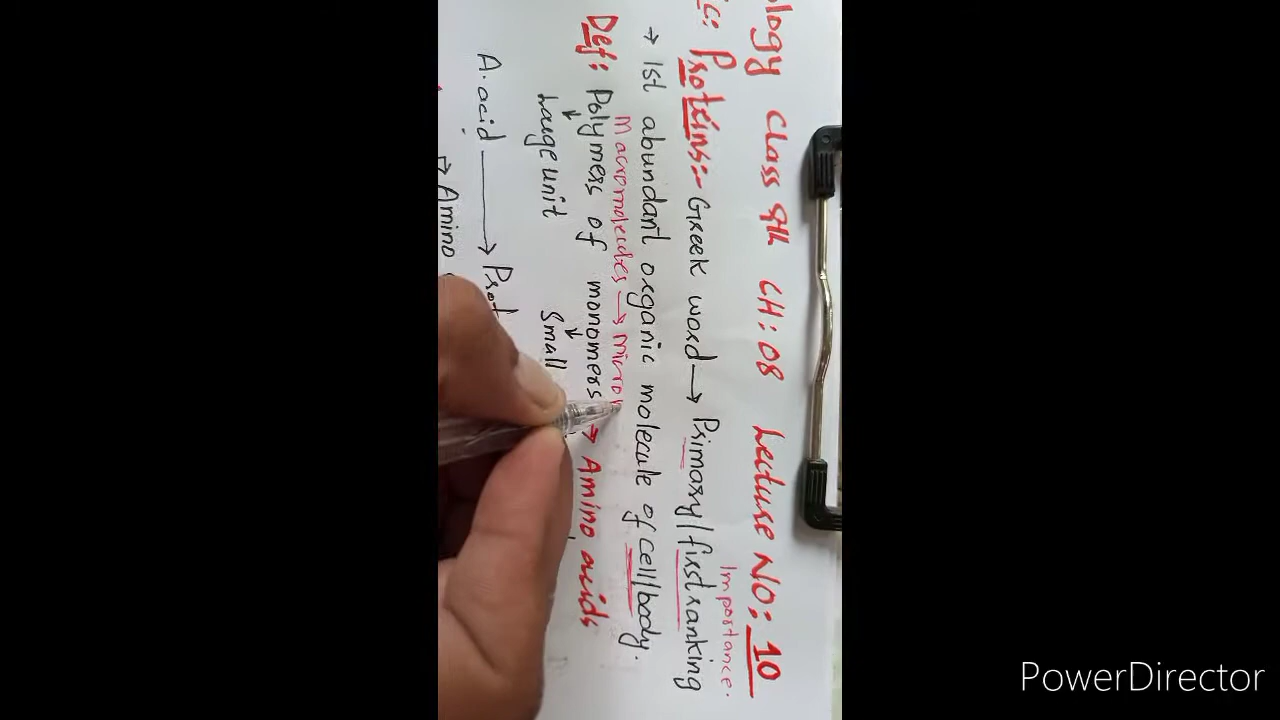 ology Class 9th CH: 08 Lecture NO: 10
Importance.
c: Proteins:- Greek word → Primary/first ranking
→ 1st abundant organic molecule of cell/body.
Macromolecules → micro
Def: Polymers of monomers → Amino acids
Large unit Small
A. acid → Prot
→ Amino
PowerDirector